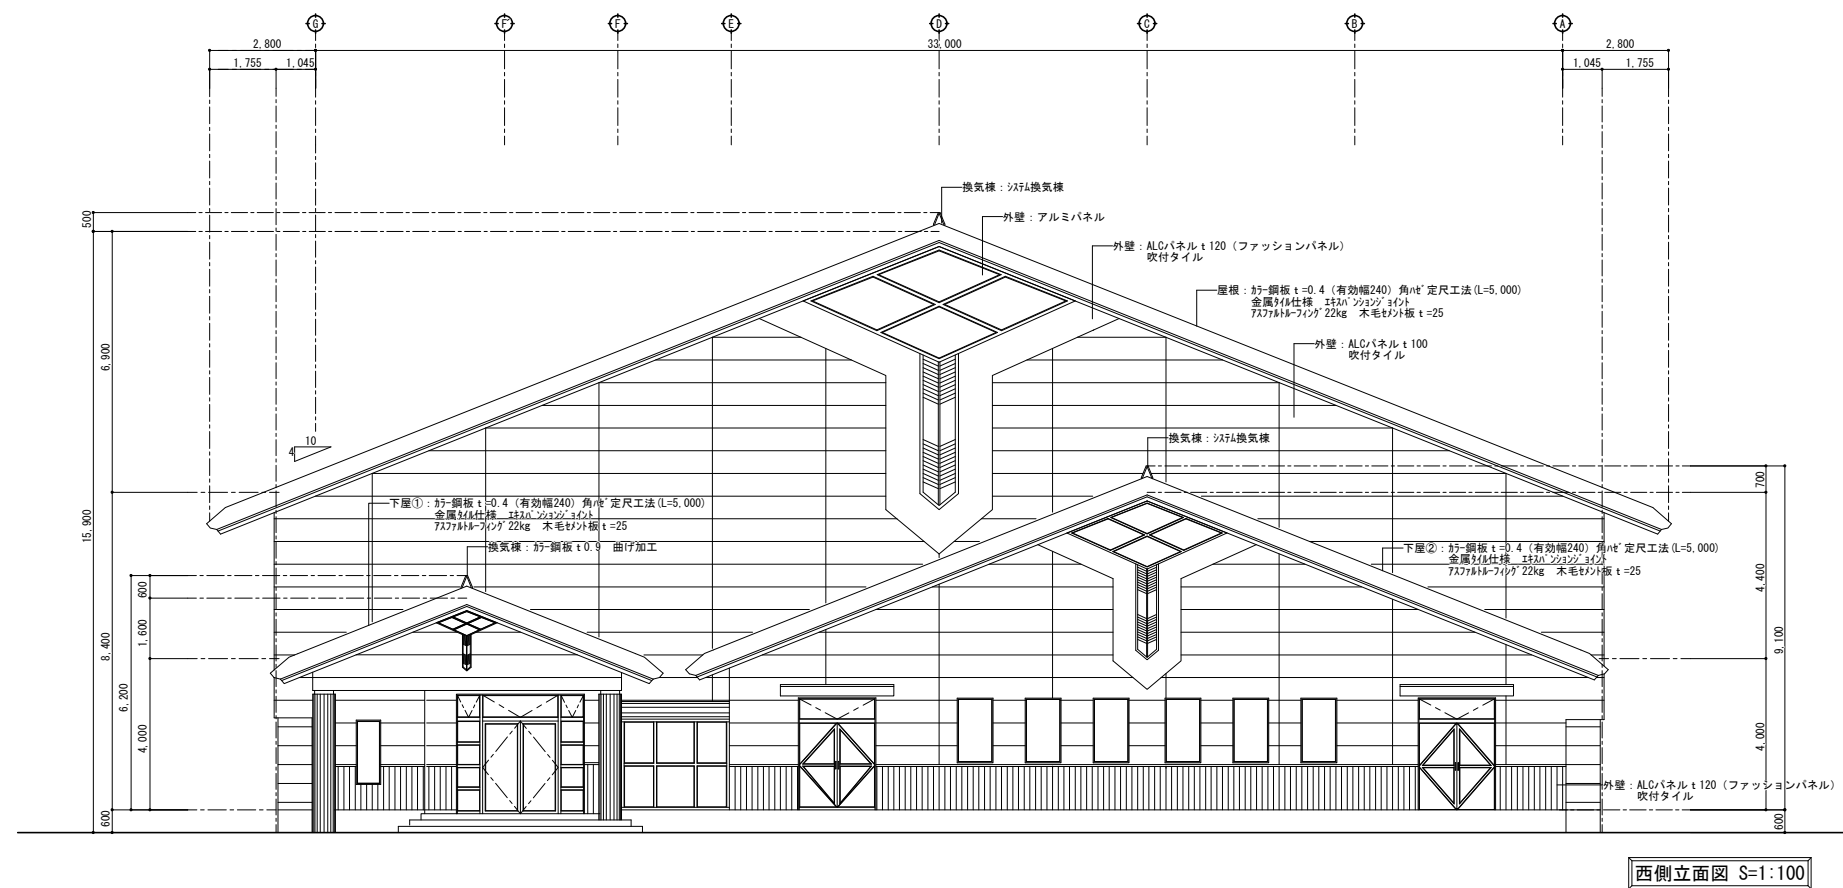 G F' F E D C B A
2,800 33,000 2,800
1,755 1,045 1,045 1,755
換気棟：システム換気棟
外壁：アルミパネル
外壁：ALCパネル t 120 (ファッションパネル)
吹付タイル
屋根：カラー鋼板 t =0.4 (有効幅240) 角ハゼ 定尺工法(L=5,000)
金属タイル仕様 エキスパンションジョイント
アスファルトルーフィング 22kg 木毛セメント板 t =25
外壁：ALCパネル t 100
吹付タイル
500
6,900
15,900
10
4
換気棟：システム換気棟
下屋①：カラー鋼板 t =0.4 (有効幅240) 角ハゼ 定尺工法(L=5,000)
金属タイル仕様 エキスパンションジョイント
アスファルトルーフィング 22kg 木毛セメント板 t =25
換気棟：カラー鋼板 t 0.9 曲げ加工
下屋②：カラー鋼板 t =0.4 (有効幅240) 角ハゼ 定尺工法(L=5,000)
金属タイル仕様 エキスパンションジョイント
アスファルトルーフィング 22kg 木毛セメント板 t =25
700
4,400
9,100
4,000
600
600
1,600
8,400
6,200
4,000
600
外壁：ALCパネル t 120 (ファッションパネル)
吹付タイル
西側立面図 S=1:100